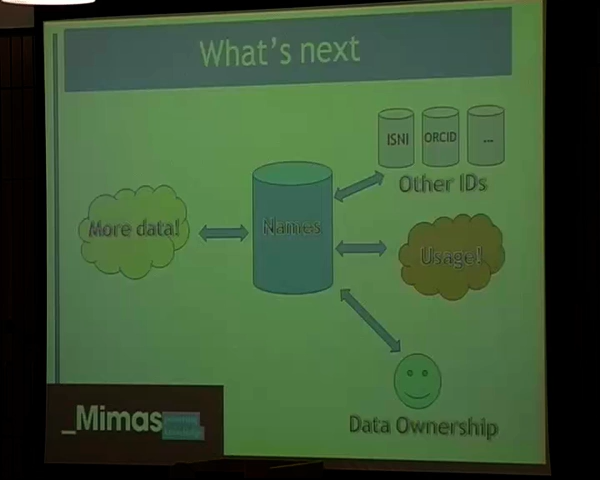 What's next
ISNI
ORCID
...
Other IDs
More data!
Names
Usage!
Data Ownership
_Mimas